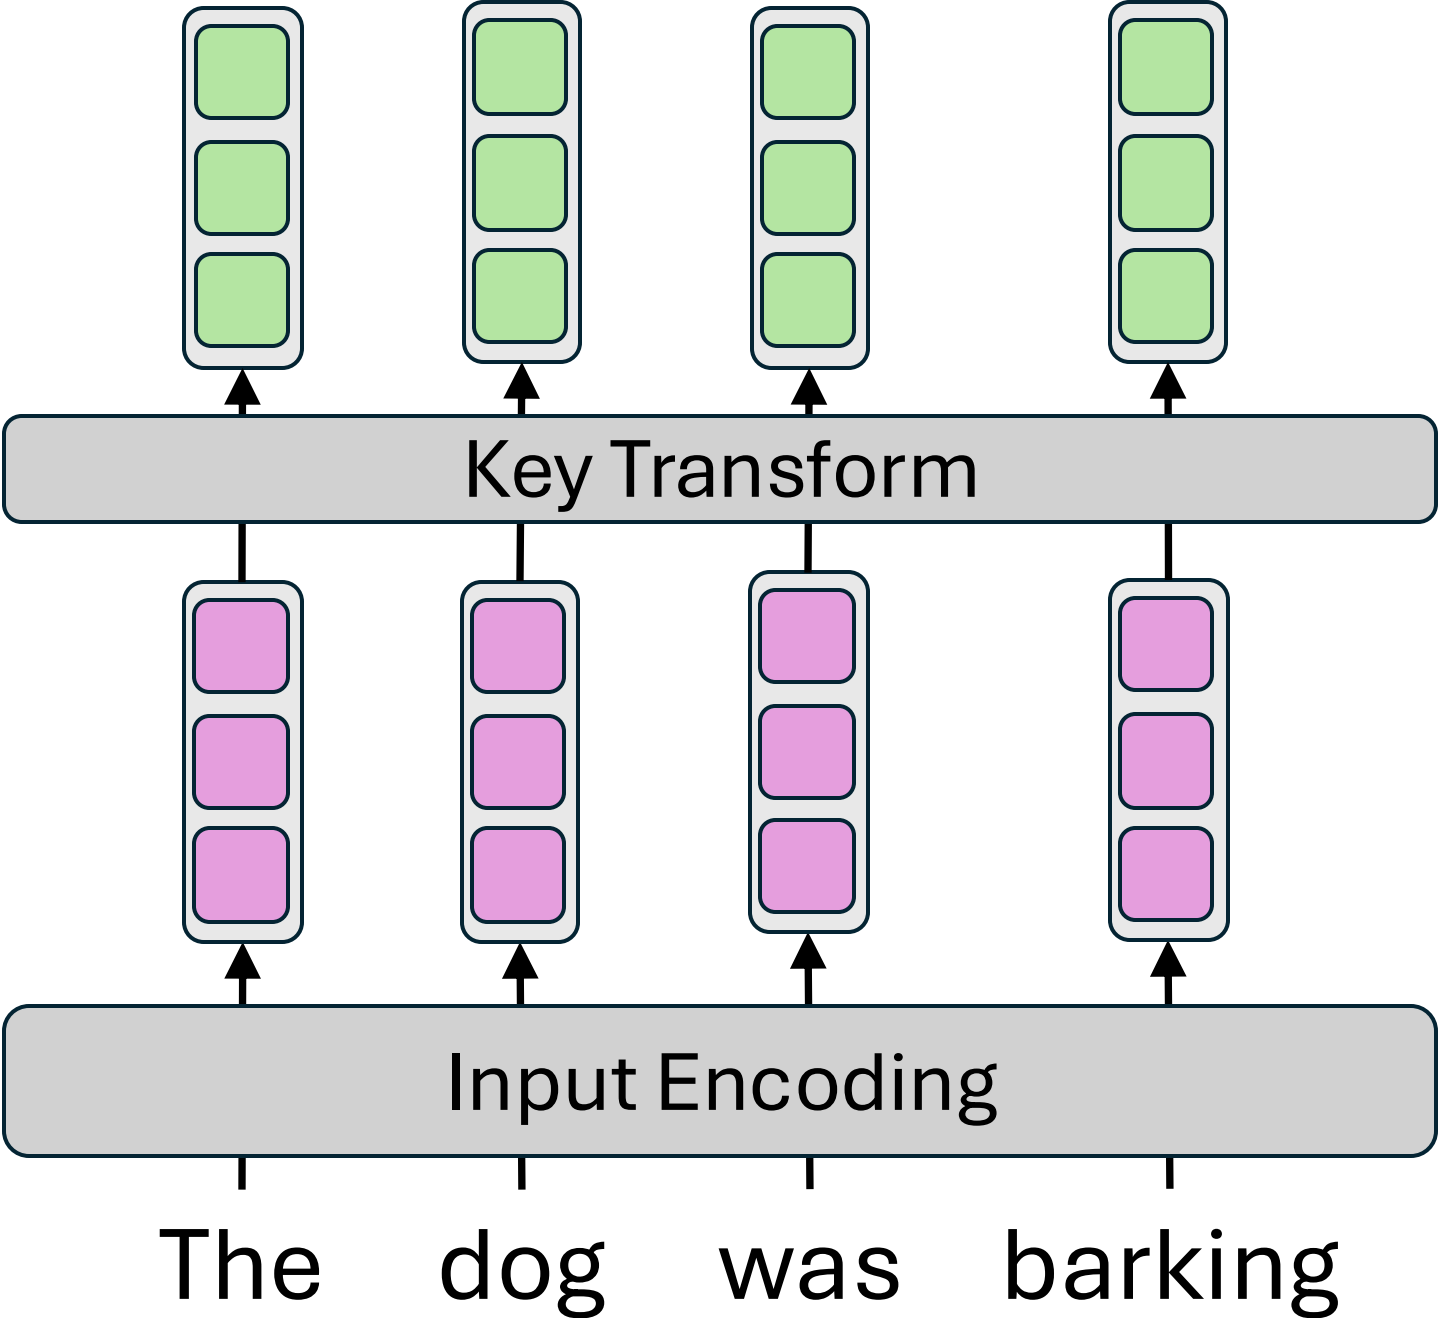 Key Transform
Input Encoding
The dog was barking